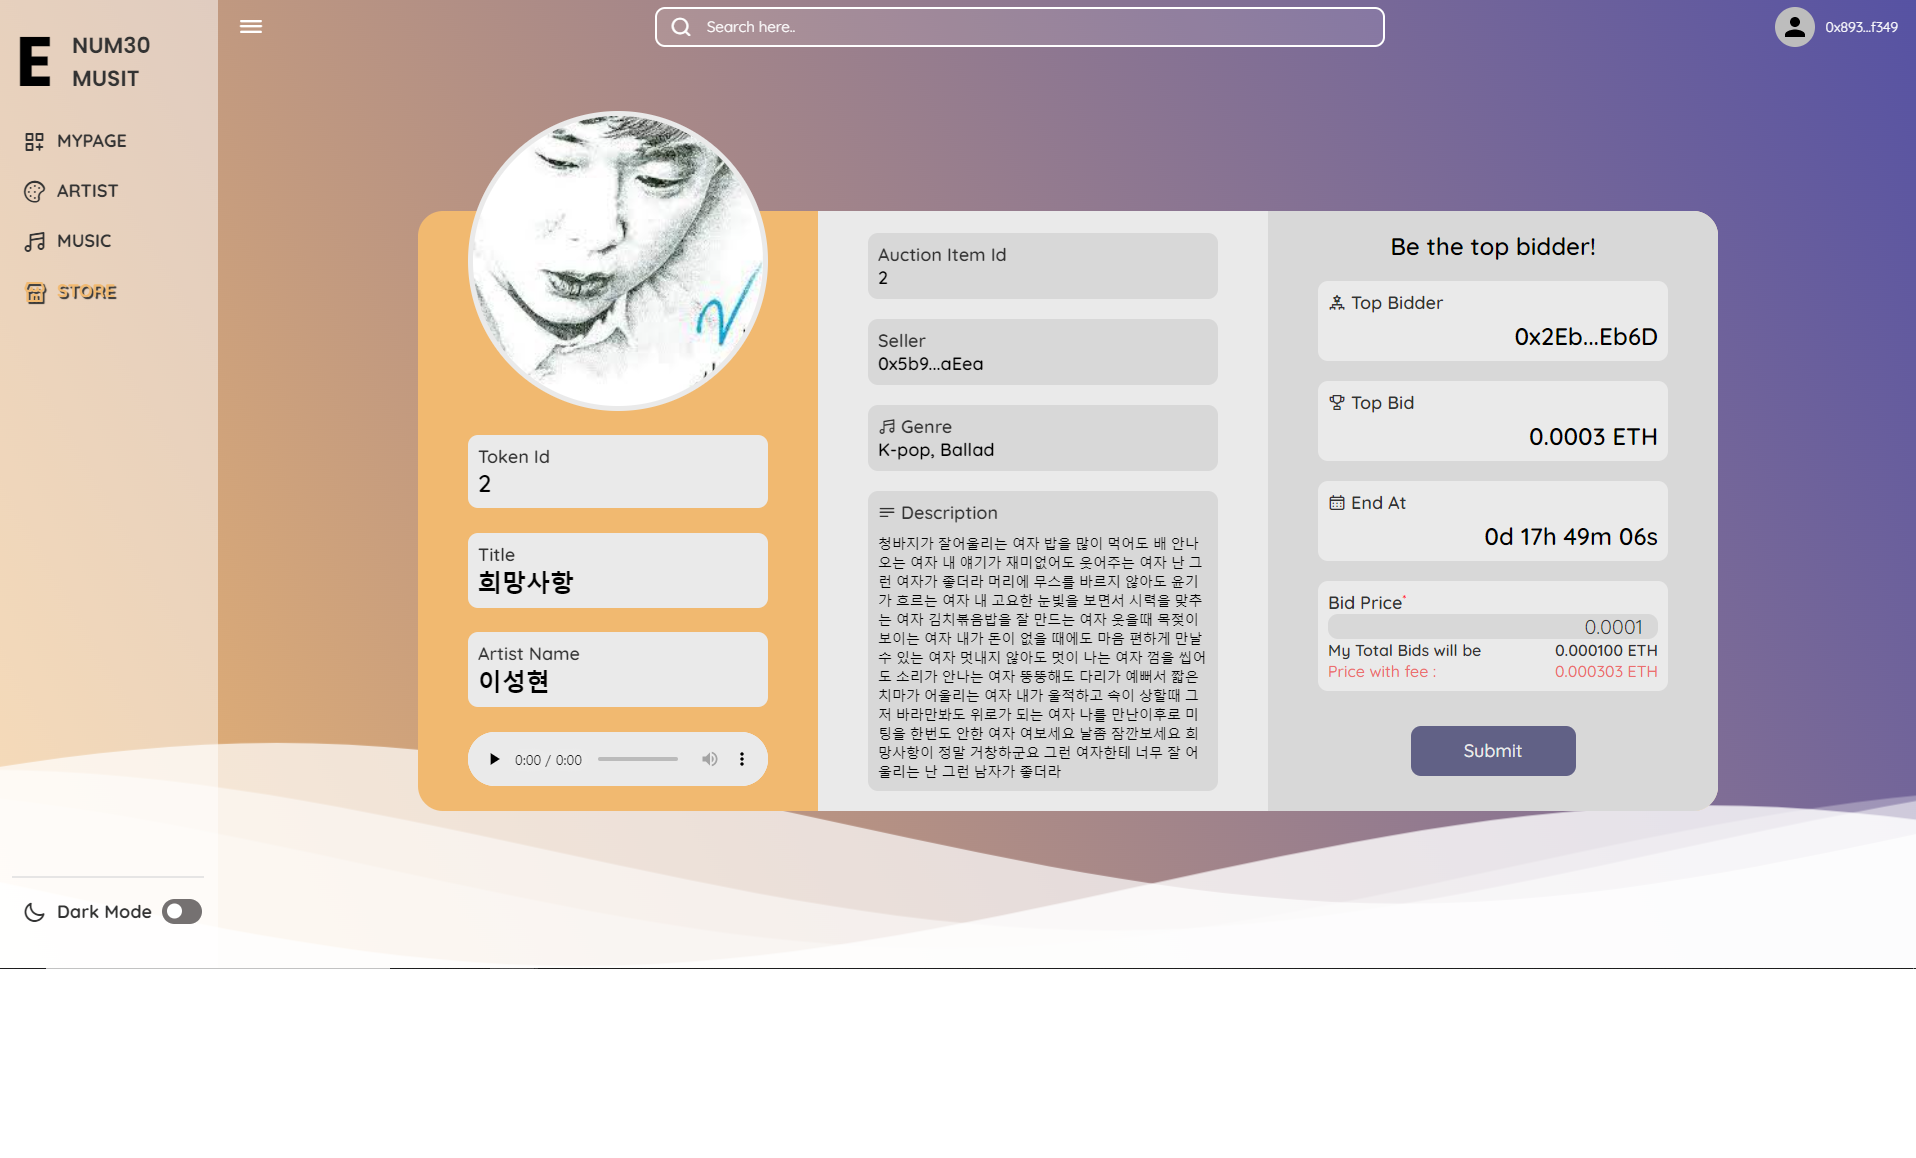 E
NUM30
MUSIT
MYPAGE
ARTIST
MUSIC
STORE
Dark Mode
Search here..
0x893...f349
Token Id
2
Title
희망사항
Artist Name
이성현
0:00 / 0:00
Auction Item Id
2
Seller
0x5b9...aEea
Genre
K-pop, Ballad
Description
청바지가 잘어울리는 여자 밥을 많이 먹어도 배 안나
오는 여자 내 얘기가 재미없어도 웃어주는 여자 난 그
런 여자가 좋더라 머리에 무스를 바르지 않아도 윤기
가 흐르는 여자 내 고요한 눈빛을 보면서 시력을 맞추
는 여자 김치볶음밥을 잘 만드는 여자 웃을때 목젖이
보이는 여자 내가 돈이 없을 때에도 마음 편하게 만날
수 있는 여자 멋내지 않아도 멋이 나는 여자 껌을 씹어
도 소리가 안나는 여자 뚱뚱해도 다리가 예뻐서 짧은
치마가 어울리는 여자 내가 울적하고 속이 상할때 그
저 바라만봐도 위로가 되는 여자 나를 만난이후로 미
팅을 한번도 안한 여자 여보세요 날좀 잠깐보세요 희
망사항이 정말 거창하군요 그런 여자한테 너무 잘 어
울리는 난 그런 남자가 좋더라
Be the top bidder!
Top Bidder
0x2Eb...Eb6D
Top Bid
0.0003 ETH
End At
0d 17h 49m 06s
Bid Price*
0.0001
My Total Bids will be 0.000100 ETH
Price with fee : 0.000303 ETH
Submit